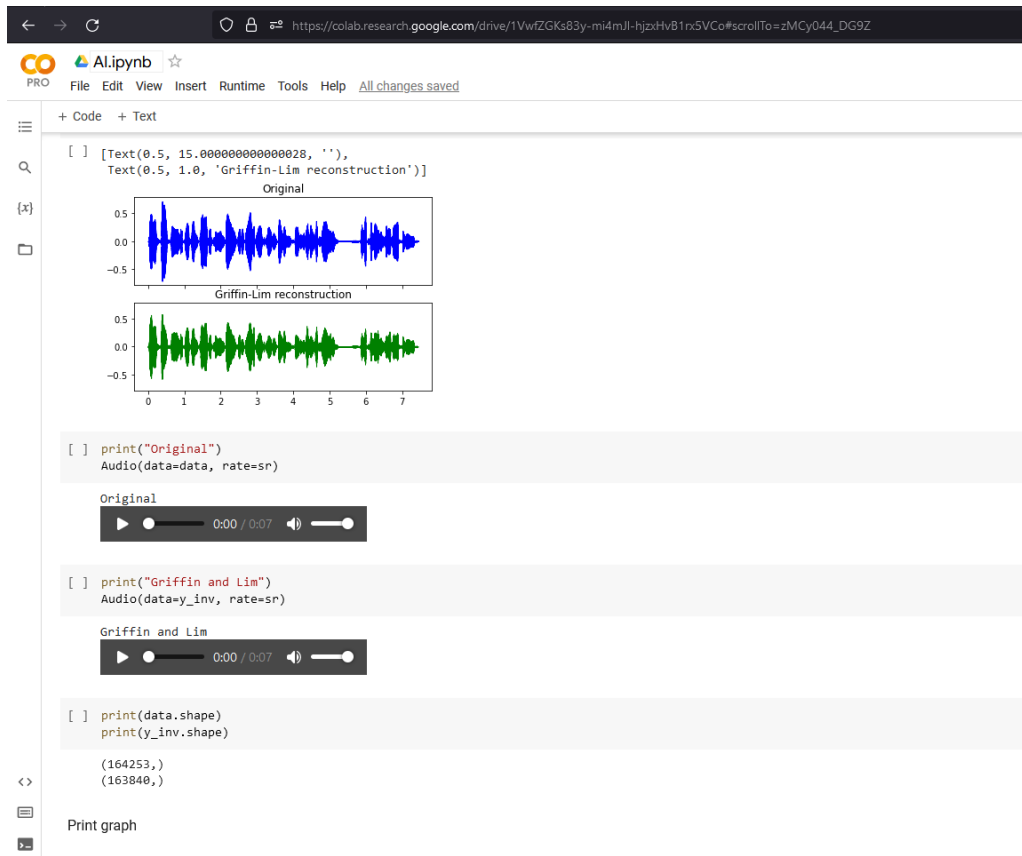 https://colab.research.google.com/drive/1VwfZGKs83y-mi4mJI-hjzxHvB1rx5VCo#scrollTo=zMCy044_DG9Z
PRO
AI.ipynb
File Edit View Insert Runtime Tools Help All changes saved
+ Code + Text
{x}
[ ] [Text(0.5, 15.000000000000028, ''),
Text(0.5, 1.0, 'Griffin-Lim reconstruction')]
Original
0.5
0.0
−0.5
Griffin-Lim reconstruction
0.5
0.0
−0.5
0 1 2 3 4 5 6 7
[ ] print("Original")
Audio(data=data, rate=sr)
Original
0:00 / 0:07
[ ] print("Griffin and Lim")
Audio(data=y_inv, rate=sr)
Griffin and Lim
0:00 / 0:07
[ ] print(data.shape)
print(y_inv.shape)
(164253,)
(163840,)
Print graph